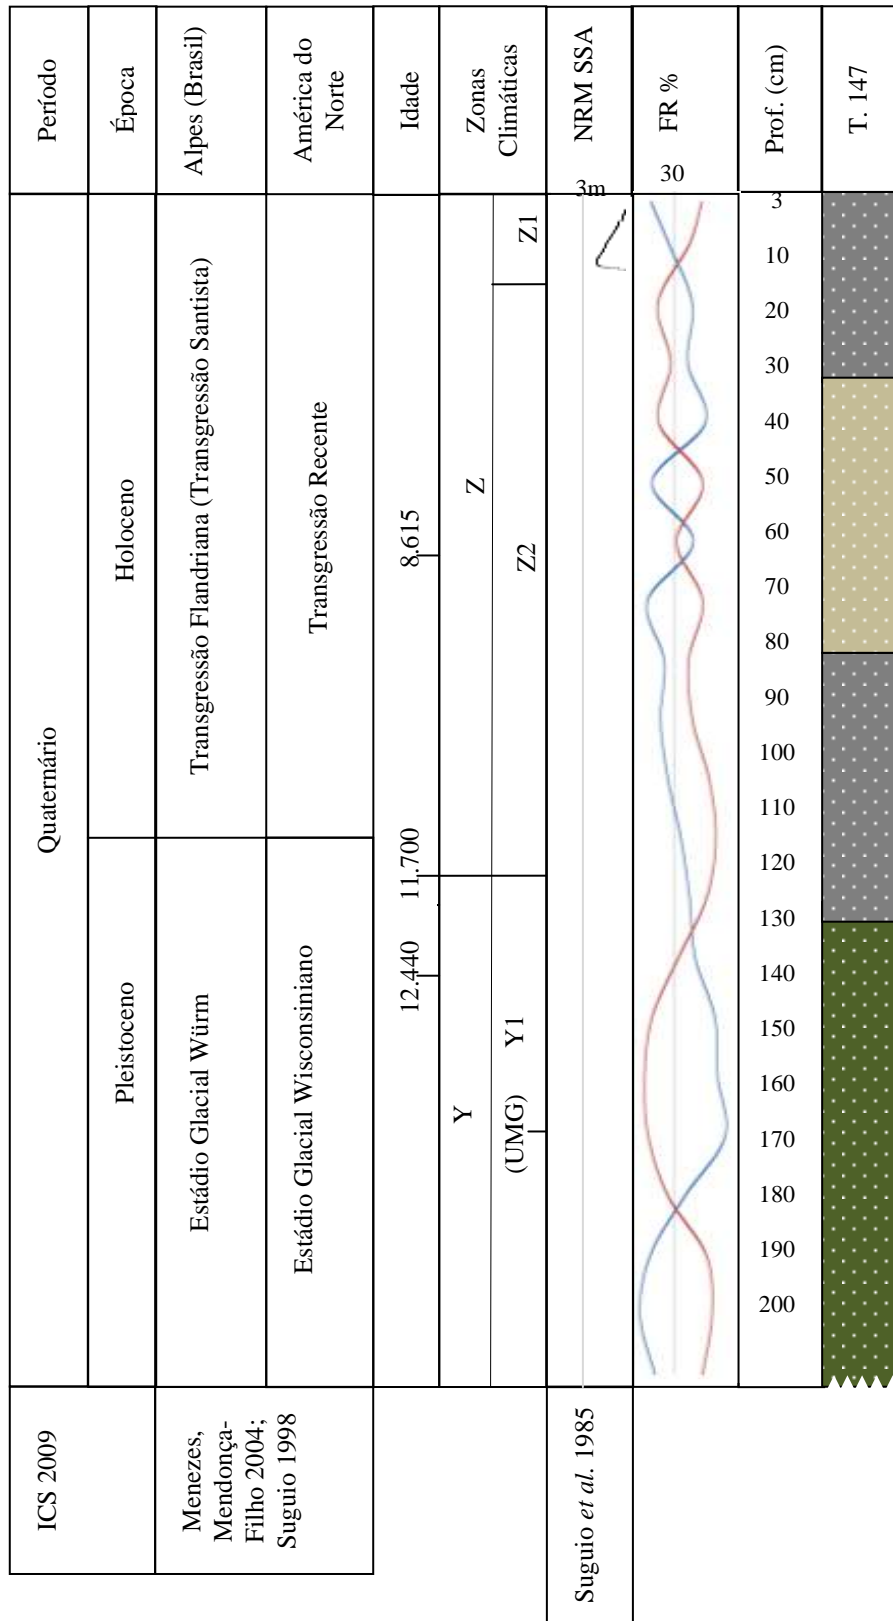 Período
Época
Alpes (Brasil)
América do
Norte
Idade
Zonas
Climáticas
NRM SSA
FR %
Prof. (cm)
T. 147
3m
30
Quaternário
Holoceno
Pleistoceno
Transgressão Flandriana (Transgressão Santista)
Estádio Glacial Würm
Transgressão Recente
Estádio Glacial Wisconsiniano
8.615
11.700
12.440
Z
Y
Z1
Z2
Y1
(UMG)
3
10
20
30
40
50
60
70
80
90
100
110
120
130
140
150
160
170
180
190
200
ICS 2009
Menezes,
Mendonça-
Filho 2004;
Suguio 1998
Suguio et al. 1985